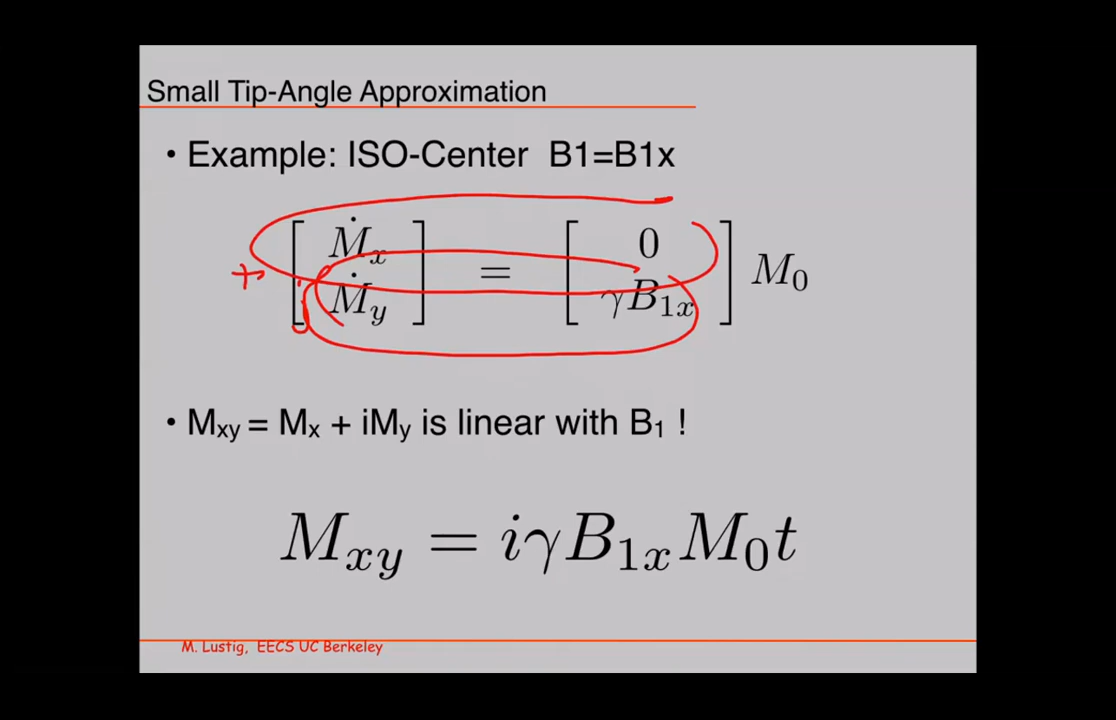 Small Tip-Angle Approximation
• Example: ISO-Center B1=B1x
[ Ṁx Ṁy ] = [ 0 γB1x ] M0
+
• Mxy = Mx + iMy is linear with B1 !
Mxy = iγB1xM0t
M. Lustig, EECS UC Berkeley